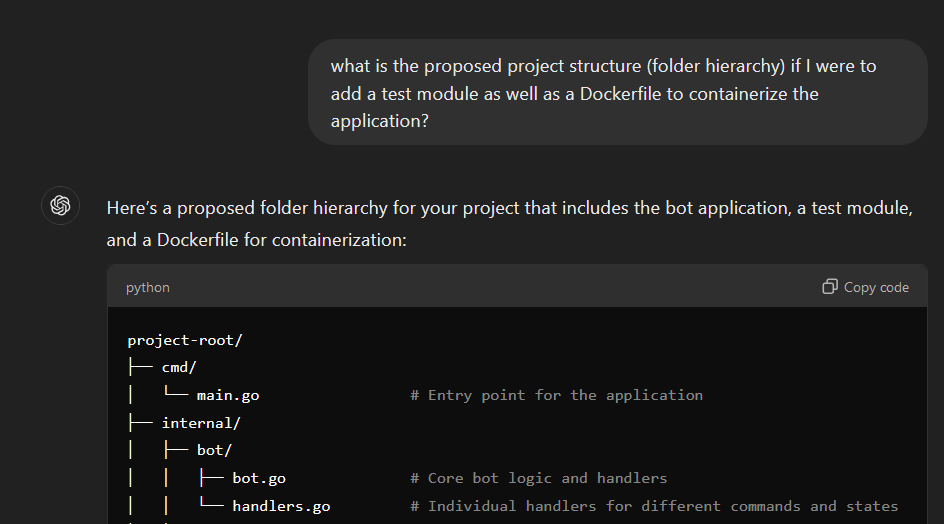 what is the proposed project structure (folder hierarchy) if I were to
add a test module as well as a Dockerfile to containerize the
application?
Here’s a proposed folder hierarchy for your project that includes the bot application, a test module,
and a Dockerfile for containerization:
python Copy code
project-root/
├── cmd/
│   └── main.go                 # Entry point for the application
├── internal/
│   ├── bot/
│   │   ├── bot.go              # Core bot logic and handlers
│   │   └── handlers.go         # Individual handlers for different commands and states